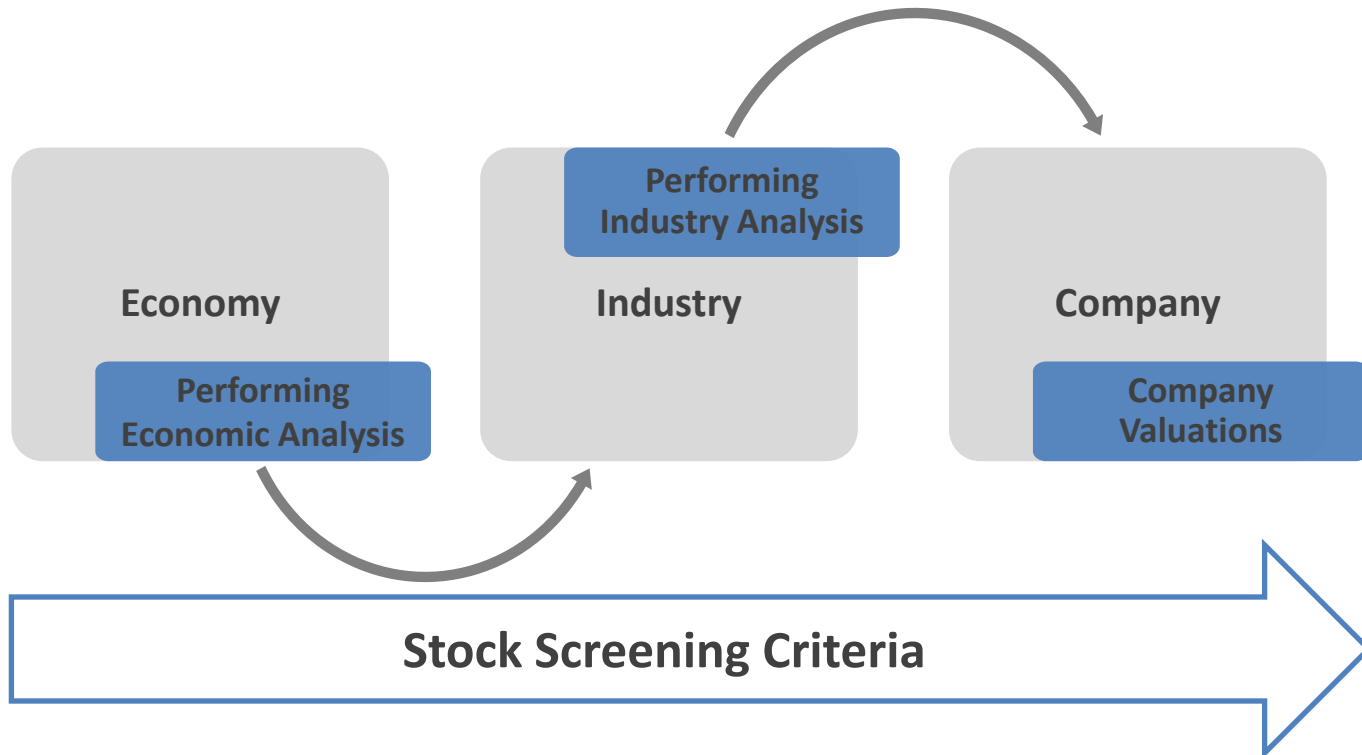 Economy
Performing
Economic Analysis
Performing
Industry Analysis
Industry
Company
Company
Valuations
Stock Screening Criteria